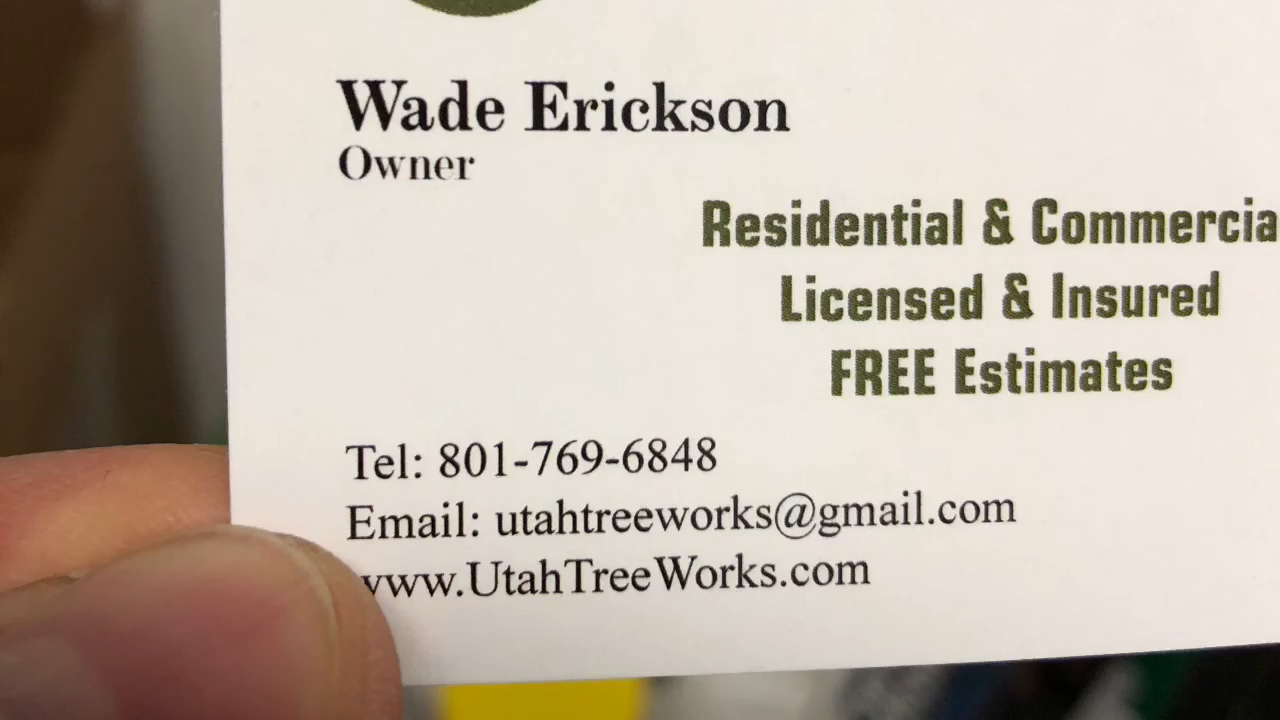 Wade Erickson
Owner
Residential & Commercia
Licensed & Insured
FREE Estimates
Tel: 801-769-6848
Email: utahtreeworks@gmail.com
www.UtahTreeWorks.com